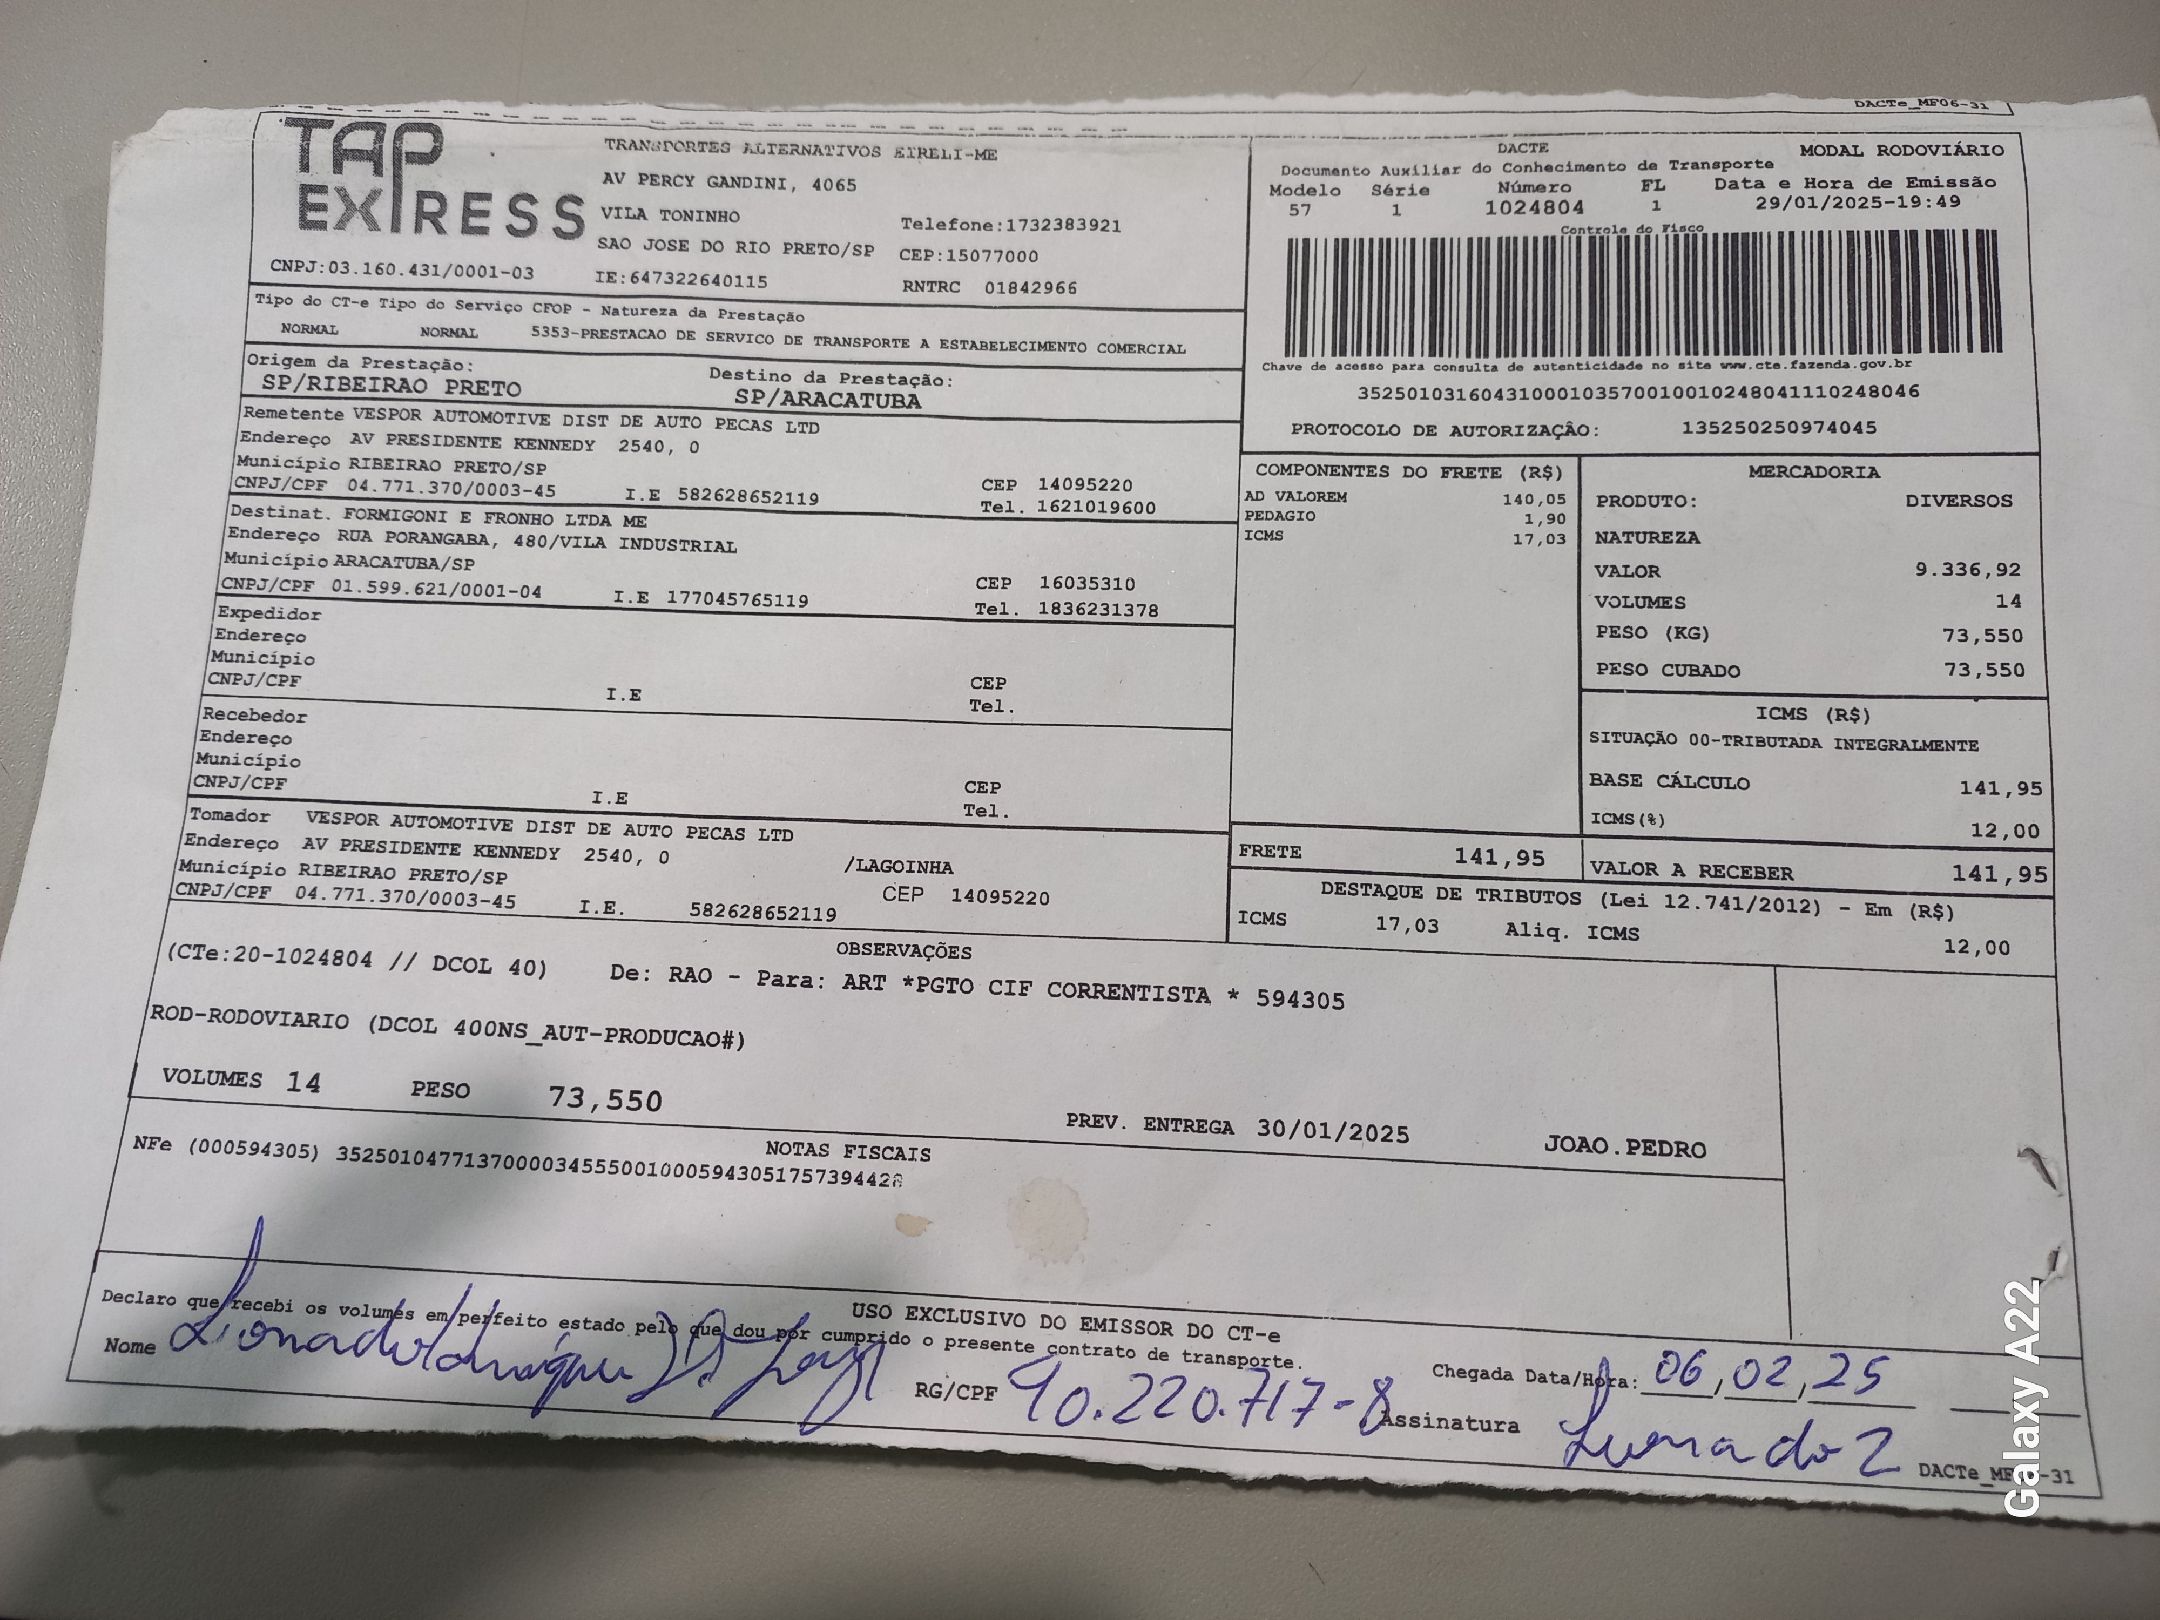 DACTe_MF06-31
TAP EXPRESS
TRANSPORTES ALTERNATIVOS EIRELI-ME
AV PERCY GANDINI, 4065
VILA TONINHO Telefone:1732383921
SAO JOSE DO RIO PRETO/SP CEP:15077000
CNPJ:03.160.431/0001-03 IE:647322640115 RNTRC 01842966
DACTE MODAL RODOVIÁRIO
Documento Auxiliar do Conhecimento de Transporte
Modelo Série Número FL Data e Hora de Emissão
57 1 1024804 1 29/01/2025-19:49
Controle do Fisco
Chave de acesso para consulta de autenticidade no site www.cte.fazenda.gov.br
35250103160431000103570010010248041110248046
PROTOCOLO DE AUTORIZAÇÂO: 135250250974045
Tipo do CT-e Tipo do Serviço CFOP - Natureza da Prestação
NORMAL NORMAL 5353-PRESTACAO DE SERVICO DE TRANSPORTE A ESTABELECIMENTO COMERCIAL
Origem da Prestação: Destino da Prestação:
SP/RIBEIRAO PRETO SP/ARACATUBA
Remetente VESPOR AUTOMOTIVE DIST DE AUTO PECAS LTD
Endereço AV PRESIDENTE KENNEDY 2540, 0
Município RIBEIRAO PRETO/SP CEP 14095220
CNPJ/CPF 04.771.370/0003-45 I.E 582628652119 Tel. 1621019600
Destinat. FORMIGONI E FRONHO LTDA ME
Endereço RUA PORANGABA, 480/VILA INDUSTRIAL
Município ARACATUBA/SP CEP 16035310
CNPJ/CPF 01.599.621/0001-04 I.E 177045765119 Tel. 1836231378
Expedidor
Endereço
Município CEP
CNPJ/CPF I.E Tel.
Recebedor
Endereço
Município CEP
CNPJ/CPF I.E Tel.
Tomador VESPOR AUTOMOTIVE DIST DE AUTO PECAS LTD
Endereço AV PRESIDENTE KENNEDY 2540, 0 /LAGOINHA
Município RIBEIRAO PRETO/SP CEP 14095220
CNPJ/CPF 04.771.370/0003-45 I.E. 582628652119
COMPONENTES DO FRETE (R$)
AD VALOREM 140,05
PEDAGIO 1,90
ICMS 17,03
MERCADORIA
PRODUTO: DIVERSOS
NATUREZA
VALOR 9.336,92
VOLUMES 14
PESO (KG) 73,550
PESO CUBADO 73,550
ICMS (R$)
SITUAÇÃO 00-TRIBUTADA INTEGRALMENTE
BASE CÁLCULO 141,95
ICMS(%) 12,00
FRETE 141,95 VALOR A RECEBER 141,95
DESTAQUE DE TRIBUTOS (Lei 12.741/2012) - Em (R$)
ICMS 17,03 Aliq. ICMS 12,00
OBSERVAÇÕES
(CTe:20-1024804 // DCOL 40) De: RAO - Para: ART *PGTO CIF CORRENTISTA * 594305
ROD-RODOVIARIO (DCOL 400NS_AUT-PRODUCAO#)
VOLUMES 14 PESO 73,550
PREV. ENTREGA 30/01/2025 JOAO.PEDRO
NOTAS FISCAIS
NFe (000594305) 35250104771370000345550010005943051757394428
USO EXCLUSIVO DO EMISSOR DO CT-e
Declaro que recebi os volumes em perfeito estado pelo que dou por cumprido o presente contrato de transporte.
Nome RG/CPF 40.220.717-8 Chegada Data/Hora: 06,02,25
Assinatura
DACTe_MF06-31
Galaxy A22